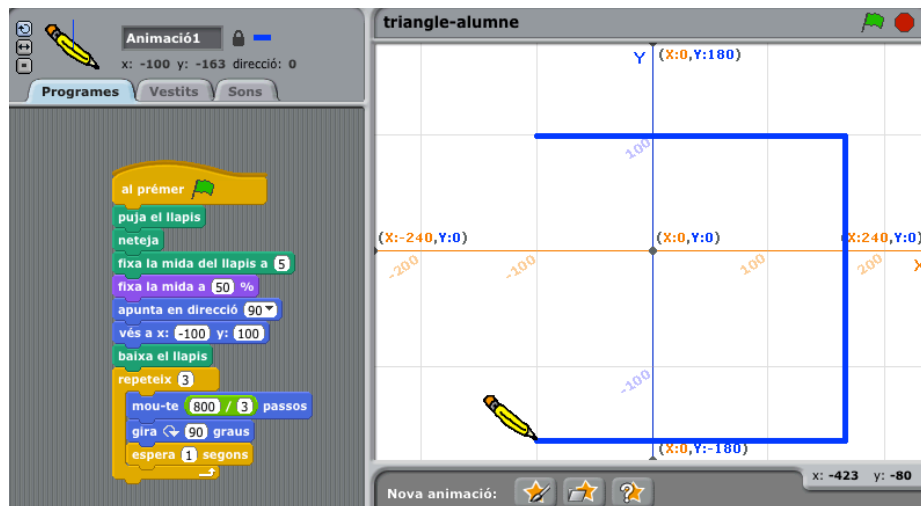 Animació1
x: -100 y: -163 direcció: 0
Programes Vestits Sons
al prémer
puja el llapis
neteja
fixa la mida del llapis a 5
fixa la mida a 50 %
apunta en direcció 90
vés a x: -100 y: 100
baixa el llapis
repeteix 3
mou-te 800 / 3 passos
gira 90 graus
espera 1 segons
triangle-alumne
Y (X:0,Y:180)
100
(X:-240,Y:0) (X:0,Y:0) (X:240,Y:0)
-200 -100 100 200 X
-100
(X:0,Y:-180)
Nova animació:
x: -423 y: -80